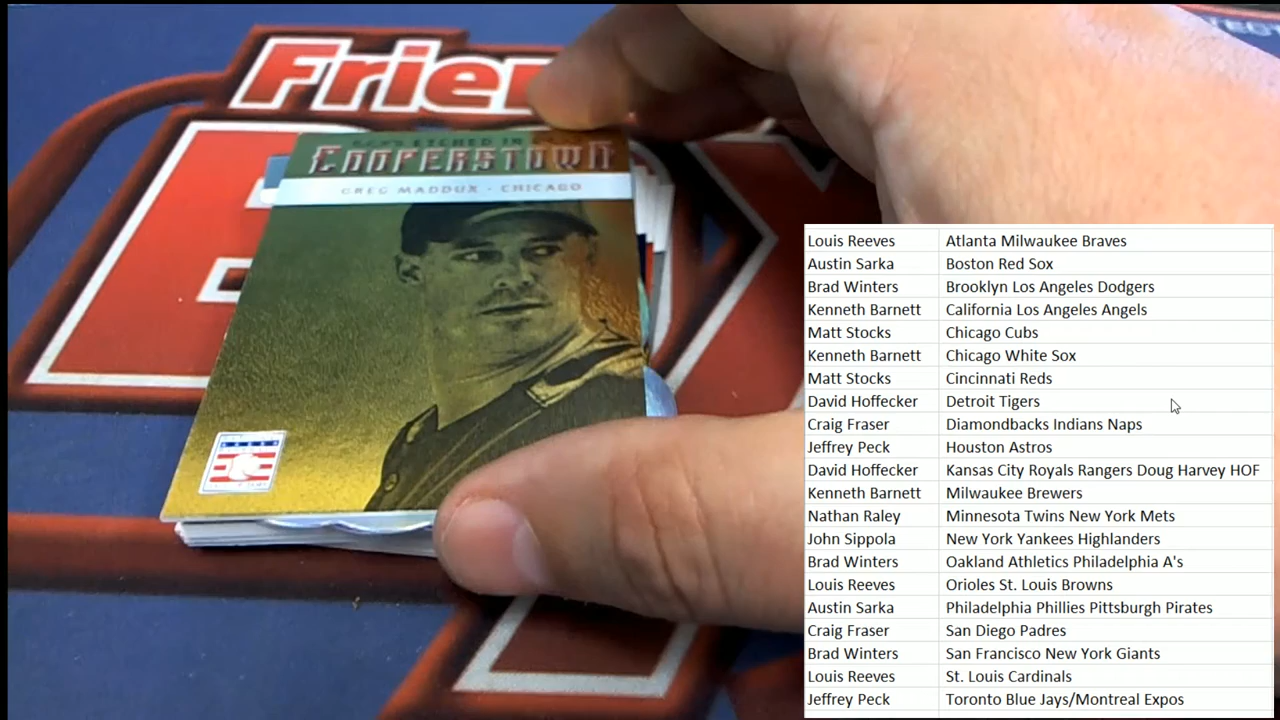 Frien
ETCHED IN
COOPERSTOWN
GREG MADDUX - CHICAGO
Louis Reeves Atlanta Milwaukee Braves
Austin Sarka Boston Red Sox
Brad Winters Brooklyn Los Angeles Dodgers
Kenneth Barnett California Los Angeles Angels
Matt Stocks Chicago Cubs
Kenneth Barnett Chicago White Sox
Matt Stocks Cincinnati Reds
David Hoffecker Detroit Tigers
Craig Fraser Diamondbacks Indians Naps
Jeffrey Peck Houston Astros
David Hoffecker Kansas City Royals Rangers Doug Harvey HOF
Kenneth Barnett Milwaukee Brewers
Nathan Raley Minnesota Twins New York Mets
John Sippola New York Yankees Highlanders
Brad Winters Oakland Athletics Philadelphia A's
Louis Reeves Orioles St. Louis Browns
Austin Sarka Philadelphia Phillies Pittsburgh Pirates
Craig Fraser San Diego Padres
Brad Winters San Francisco New York Giants
Louis Reeves St. Louis Cardinals
Jeffrey Peck Toronto Blue Jays/Montreal Expos